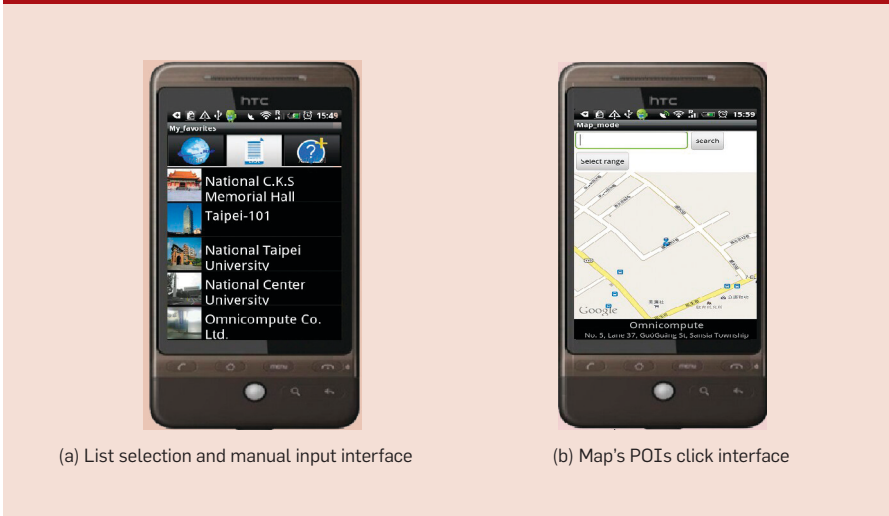 hTC
15:49
My_favorites
National C.K.S
Memorial Hall
Taipei-101
National Taipei
University
National Center
University
Omnicompute Co.
Ltd.
menu
(a) List selection and manual input interface
hTC
15:59
Map_mode
search
Select range
Google
Omnicompute
No. 5, Lane 37, GuoGuang St, Sansia Township
menu
(b) Map's POIs click interface